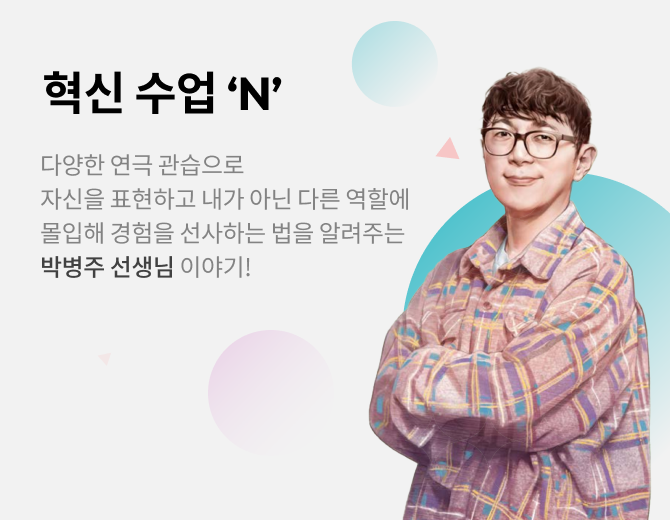 혁신 수업 ‘N’
다양한 연극 관습으로
자신을 표현하고 내가 아닌 다른 역할에
몰입해 경험을 선사하는 법을 알려주는
박병주 선생님 이야기!